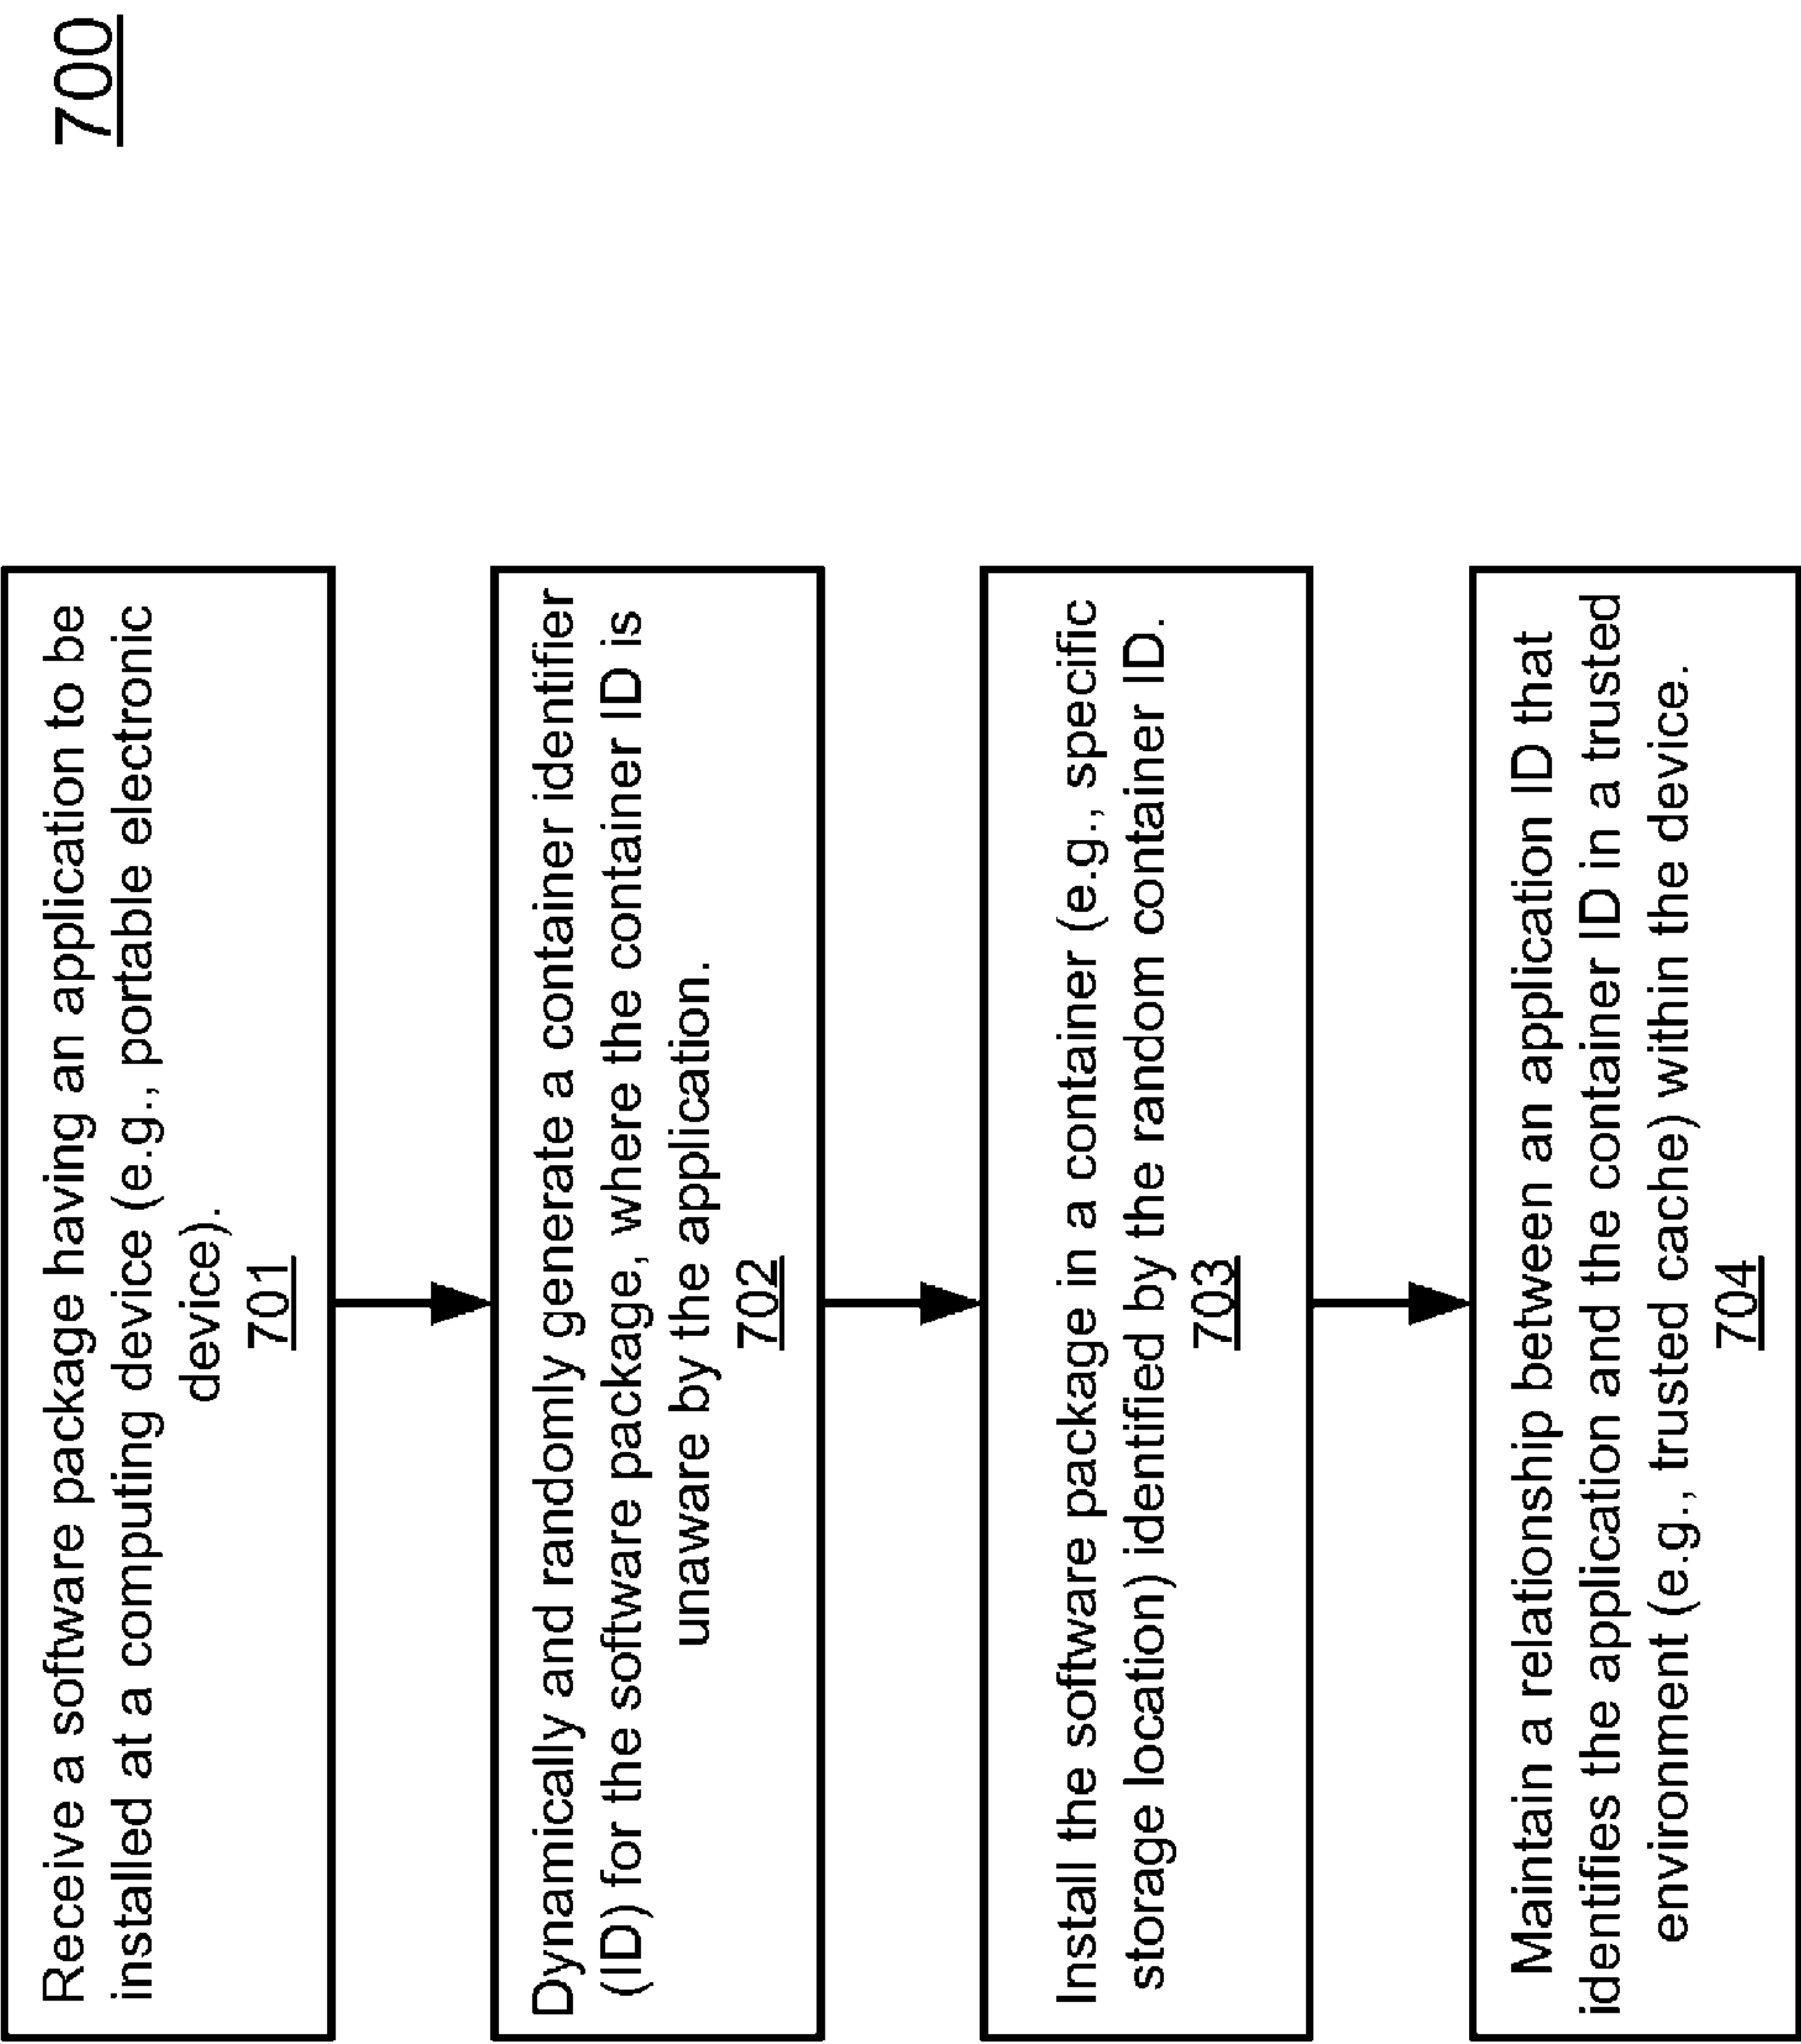 700
Receive a software package having an application to be
installed at a computing device (e.g., portable electronic
device).
701
Dynamically and randomly generate a container identifier
(ID) for the software package, where the container ID is
unaware by the application.
702
Install the software package in a container (e.g., specific
storage location) identified by the random container ID.
703
Maintain a relationship between an application ID that
identifies the application and the container ID in a trusted
environment (e.g., trusted cache) within the device.
704